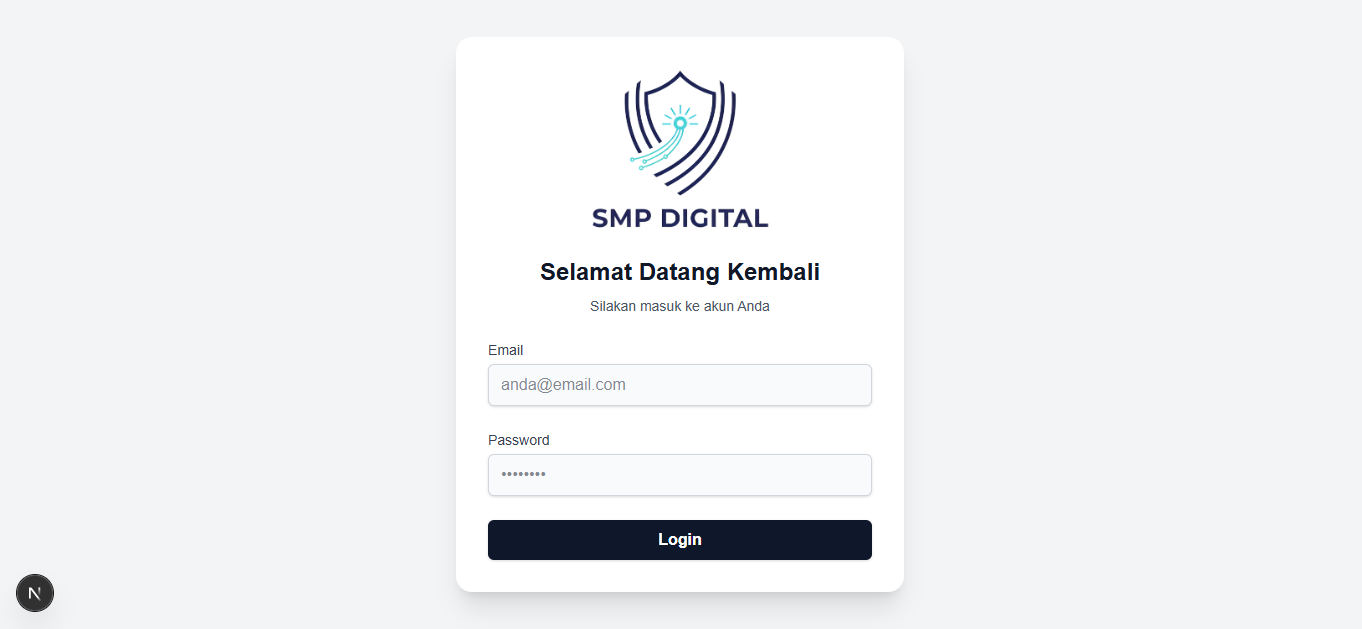 SMP DIGITAL
Selamat Datang Kembali
Silakan masuk ke akun Anda
Email
anda@email.com
Password
••••••••
Login
N